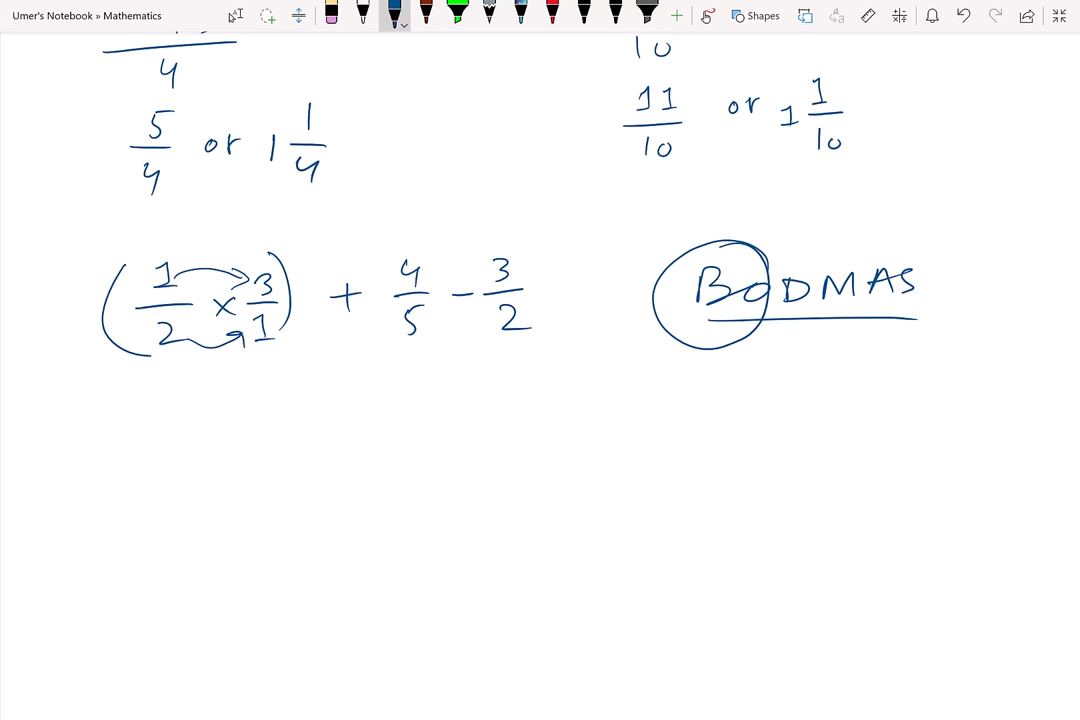 Umer's Notebook » Mathematics
Shapes
4
10
5/4 or 1 1/4
11/10 or 1 1/10
(1/2 × 3/1) + 4/5 - 3/2
BODMAS